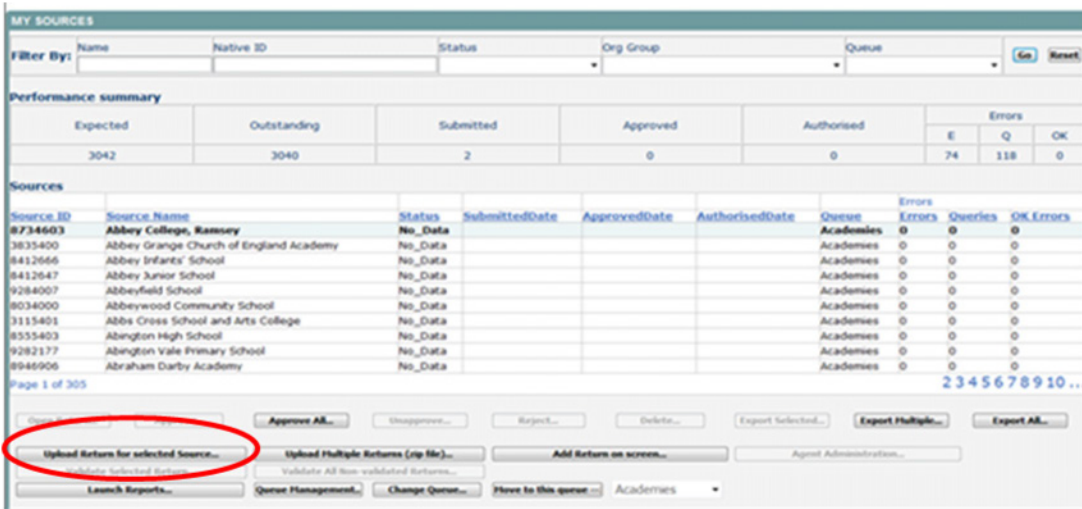 MY SOURCES
Filter By: Name Native ID Status Org Group Queue Go Reset
Performance summary
Expected Outstanding Submitted Approved Authorised Errors
E Q OK
3042 3040 2 0 0 74 118 0
Sources
Errors
Source ID Source Name Status SubmittedDate ApprovedDate AuthorisedDate Queue Errors Queries OK Errors
8734603 Abbey College, Ramsey No_Data Academies 0 0 0
3835400 Abbey Grange Church of England Academy No_Data Academies 0 0 0
8412666 Abbey Infants' School No_Data Academies 0 0 0
8412647 Abbey Junior School No_Data Academies 0 0 0
9284007 Abbeyfield School No_Data Academies 0 0 0
8034000 Abbeywood Community School No_Data Academies 0 0 0
3115401 Abbs Cross School and Arts College No_Data Academies 0 0 0
8555403 Abington High School No_Data Academies 0 0 0
9282177 Abington Vale Primary School No_Data Academies 0 0 0
8946906 Abraham Darby Academy No_Data Academies 0 0 0
Page 1 of 305 2 3 4 5 6 7 8 9 10 ..
Approve All... Unapprove... Reject... Delete... Export Selected... Export Multiple... Export All...
Upload Return for selected Source... Upload Multiple Returns (zip file)... Add Return on screen... Agent Administration...
Validate Selected Return... Validate All Non-validated Returns...
Launch Reports... Queue Management... Change Queue... Move to this queue --- Academies